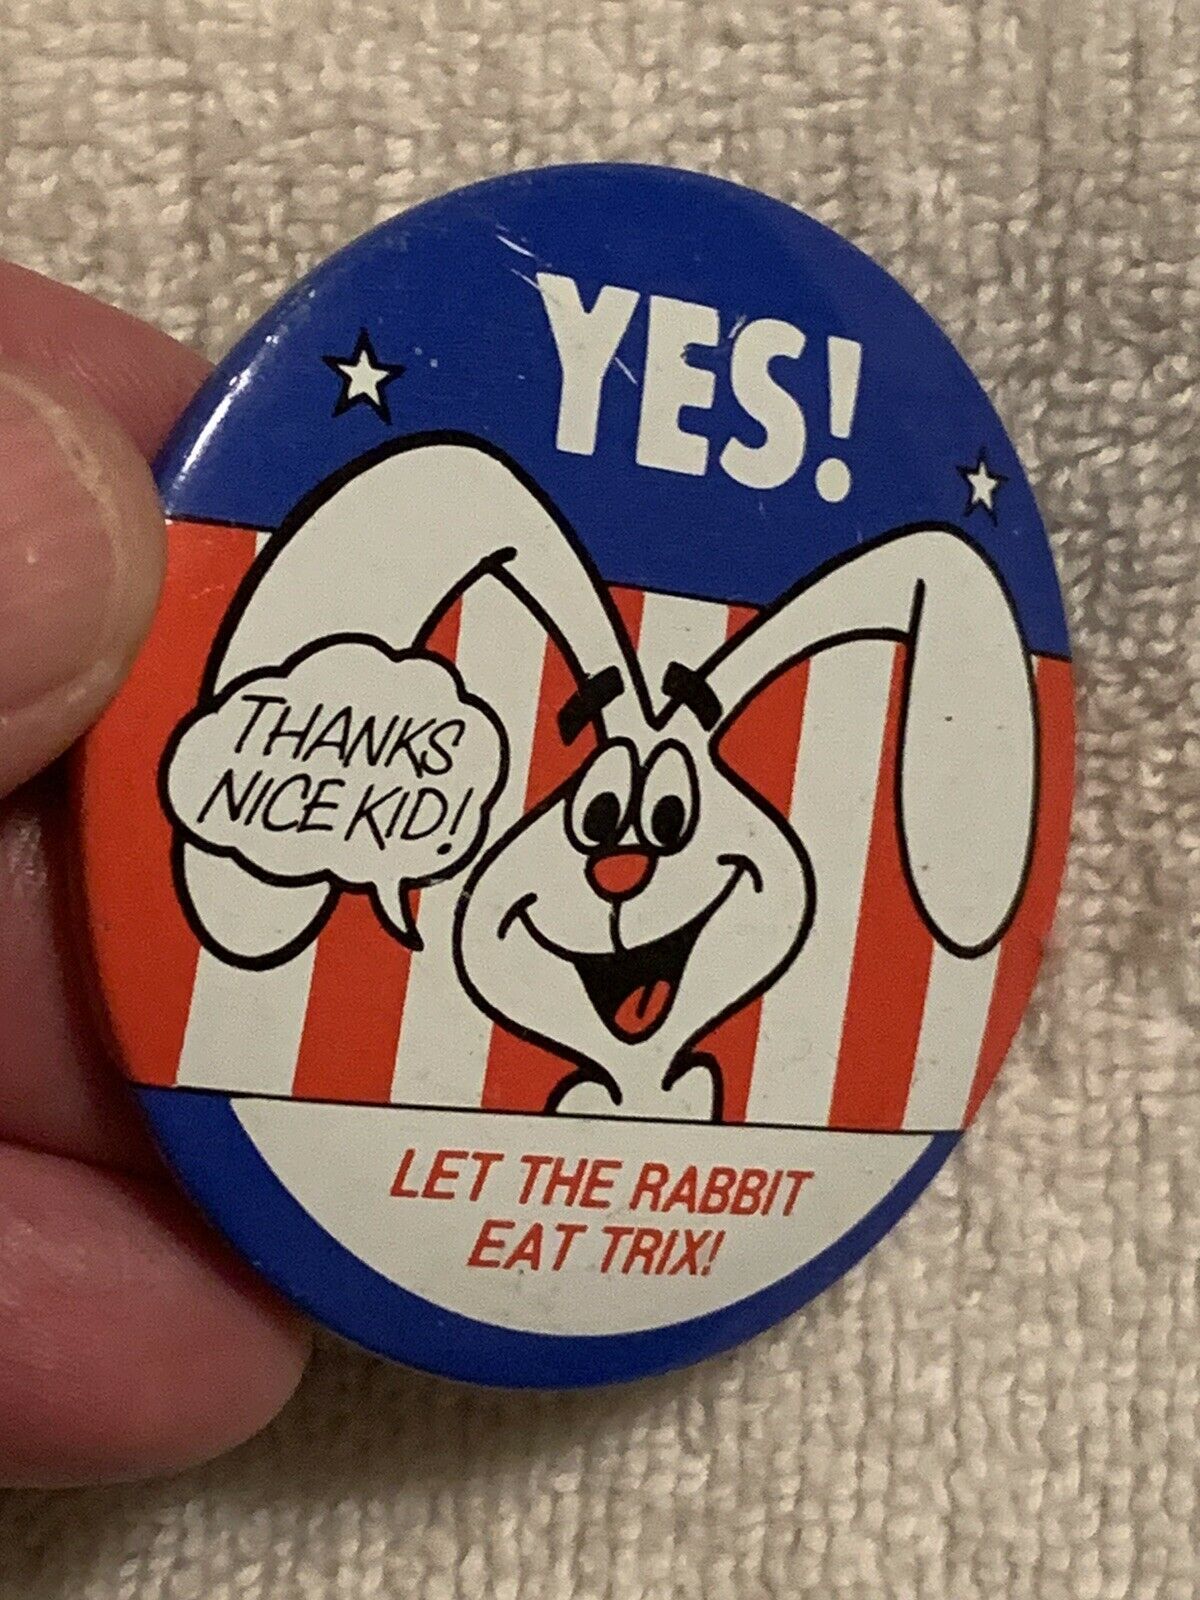 YES!
THANKS
NICE KID!
LET THE RABBIT
EAT TRIX!